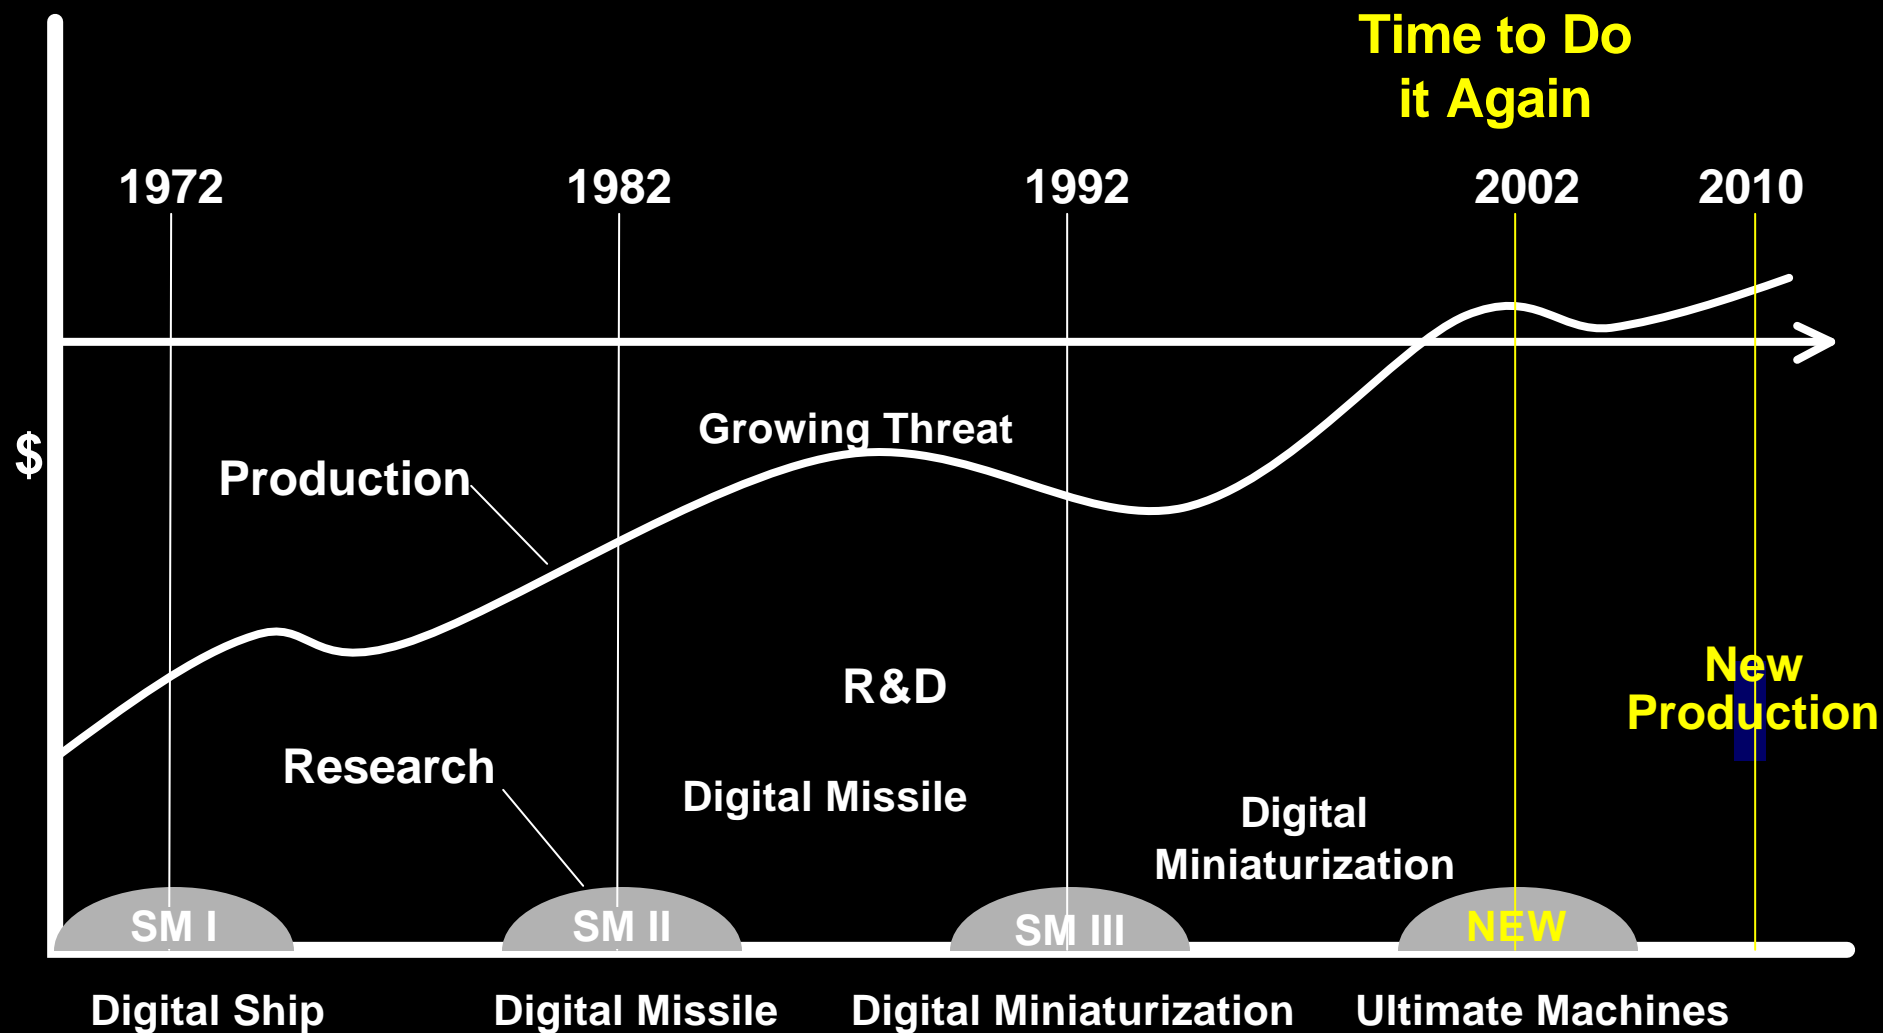 Time to Do
it Again
1972 1982 1992 2002 2010
Growing Threat
$
Production
R&D
New
Production
Research
Digital Missile
Digital
Miniaturization
SM I SM II SM III NEW
Digital Ship Digital Missile Digital Miniaturization Ultimate Machines